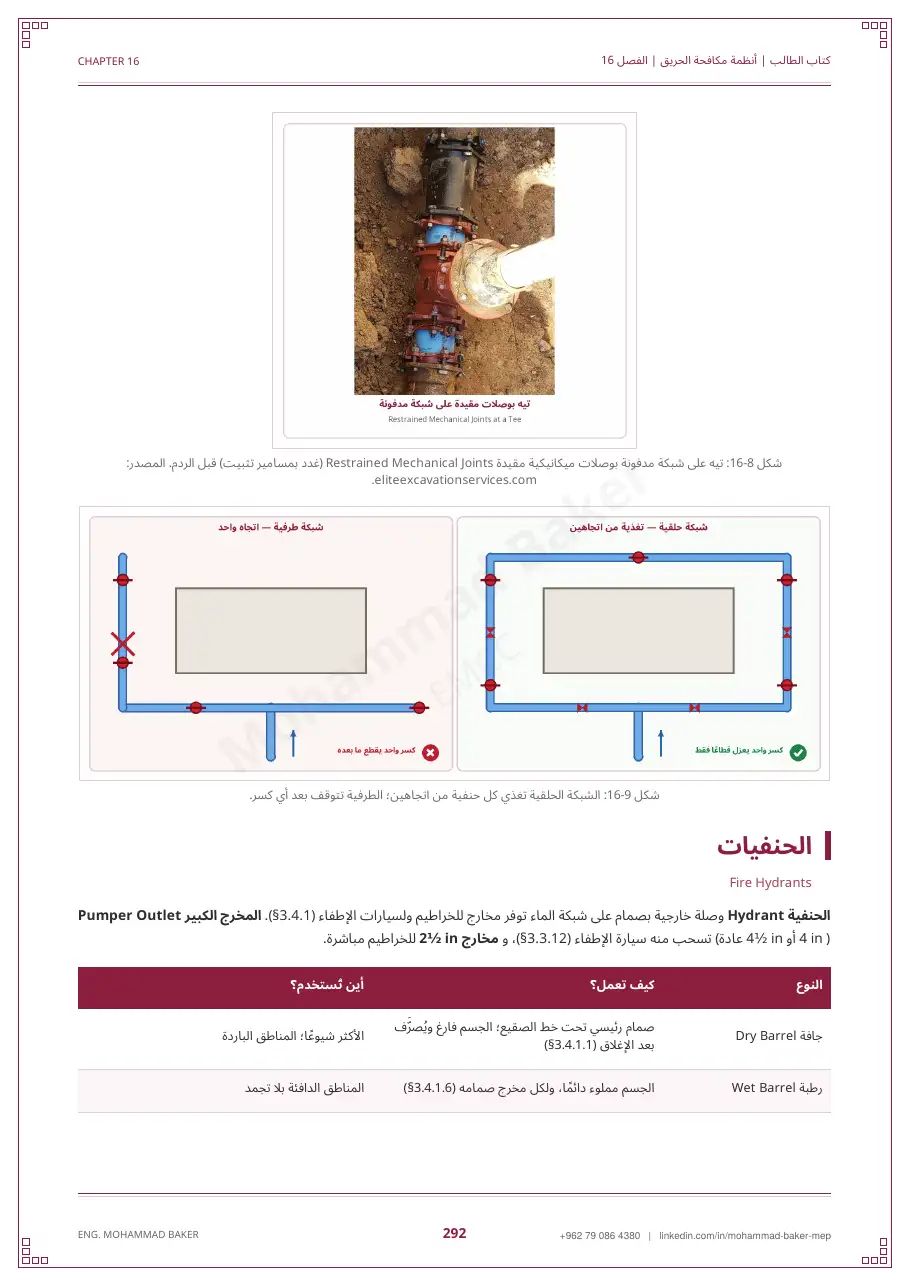 كتاب الطالب | أنظمة مكافحة الحريق | الفصل 16
CHAPTER 16
تيه بوصلات مقيدة على شبكة مدفونة
Restrained Mechanical Joints at a Tee
شكل 8-16: تيه على شبكة مدفونة بوصلات ميكانيكية مقيدة Restrained Mechanical Joints (غدد بمسامير تثبيت) قبل الردم. المصدر:
eliteexcavationservices.com.
شبكة حلقية — تغذية من اتجاهين
كسر واحد يعزل قطاعًا فقط
شبكة طرفية — اتجاه واحد
كسر واحد يقطع ما بعده
Mohammad Baker
EMEC
شكل 9-16: الشبكة الحلقية تغذي كل حنفية من اتجاهين؛ الطرفية تتوقف بعد أي كسر.
الحنفيات
Fire Hydrants
الحنفية Hydrant وصلة خارجية بصمام على شبكة الماء توفر مخارج للخراطيم ولسيارات الإطفاء (§3.4.1). المخرج الكبير Pumper Outlet
(4 in أو 4½ in عادة) تسحب منه سيارة الإطفاء (§3.3.12)، و مخارج 2½ in للخراطيم مباشرة.
النوع كيف تعمل؟ أين تُستخدم؟
جافة Dry Barrel صمام رئيسي تحت خط الصقيع؛ الجسم فارغ ويُصرَّف بعد الإغلاق (§3.4.1.1) الأكثر شيوعًا؛ المناطق الباردة
رطبة Wet Barrel الجسم مملوء دائمًا، ولكل مخرج صمامه (§3.4.1.6) المناطق الدافئة بلا تجمد
ENG. MOHAMMAD BAKER
292
+962 79 086 4380 | linkedin.com/in/mohammad-baker-mep